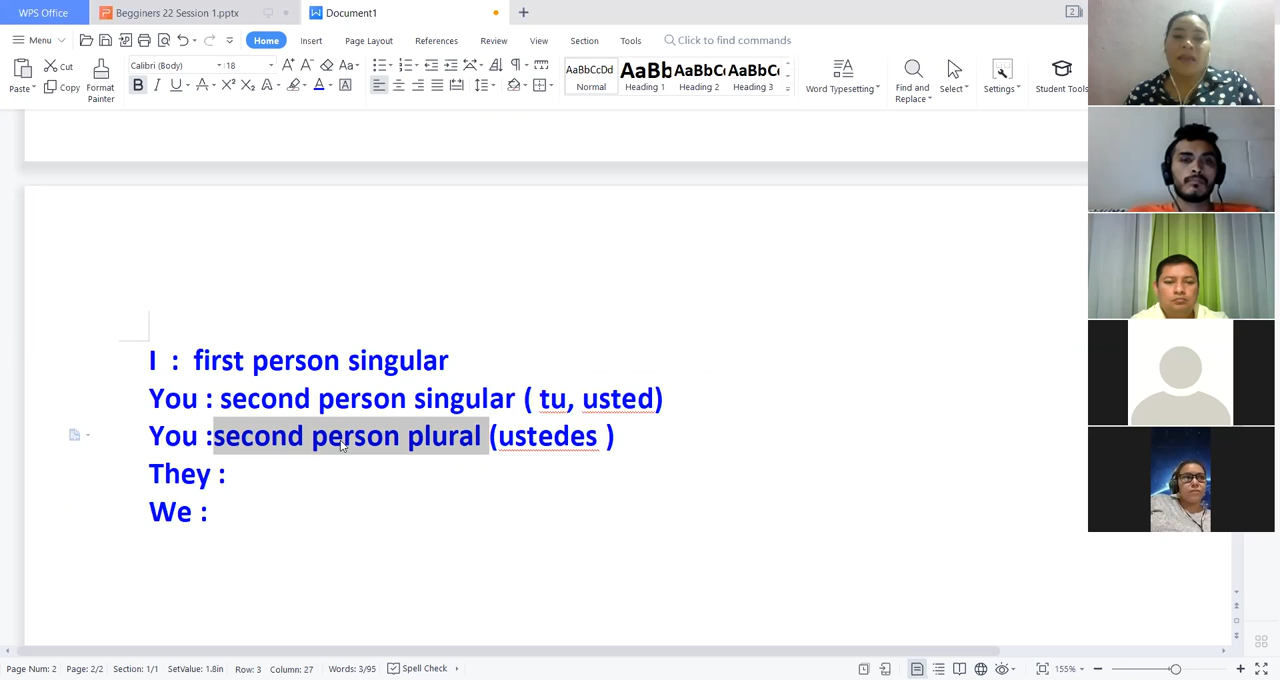 WPS Office Begginers 22 Session 1.pptx Document1 2
Menu Home Insert Page Layout References Review View Section Tools Click to find commands
Calibri (Body) 18 AaBbCcDd AaBb AaBbCc AaBbCc
Paste Cut Copy Format Painter Normal Heading 1 Heading 2 Heading 3 Word Typesetting Find and Replace Select Settings Student Tools
I : first person singular
You : second person singular ( tu, usted)
You :second person plural (ustedes )
They :
We :
Page Num: 2 Page: 2/2 Section: 1/1 SetValue: 1.8in Row: 3 Column: 27 Words: 3/95 Spell Check 155%